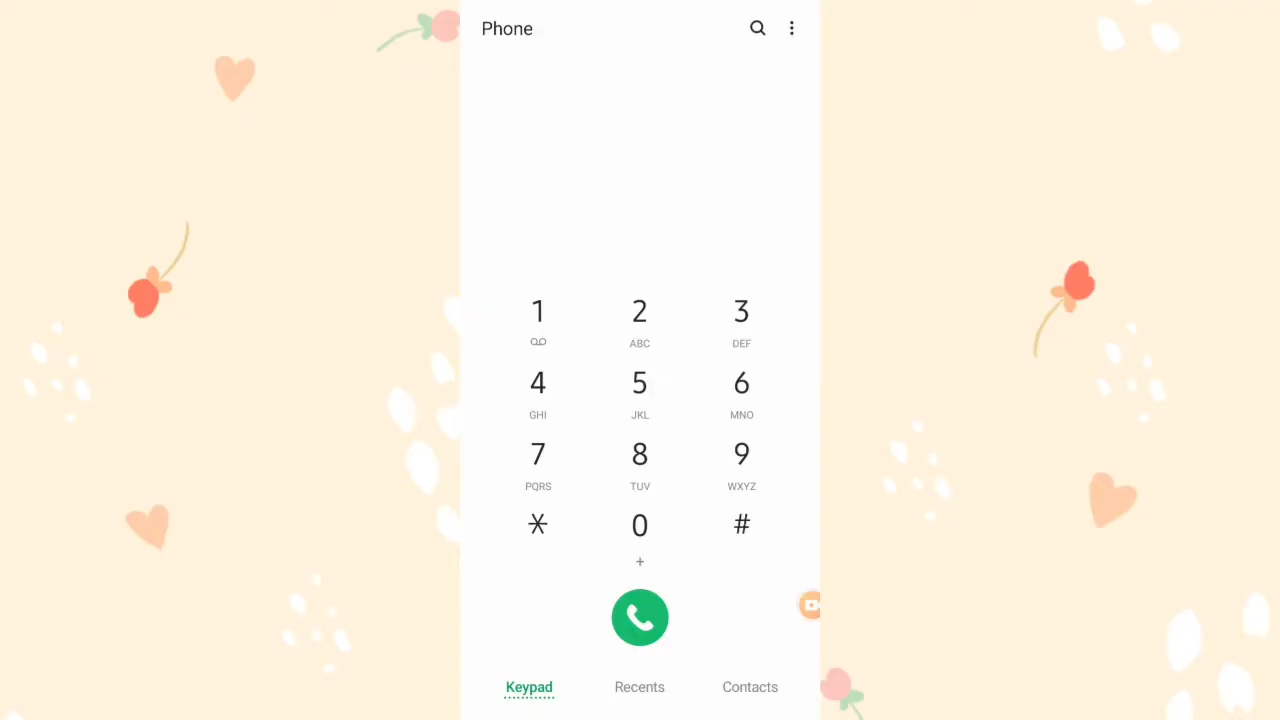 Phone
1 2 3
ABC DEF
4 5 6
GHI JKL MNO
7 8 9
PQRS TUV WXYZ
* 0 #
+
Keypad Recents Contacts